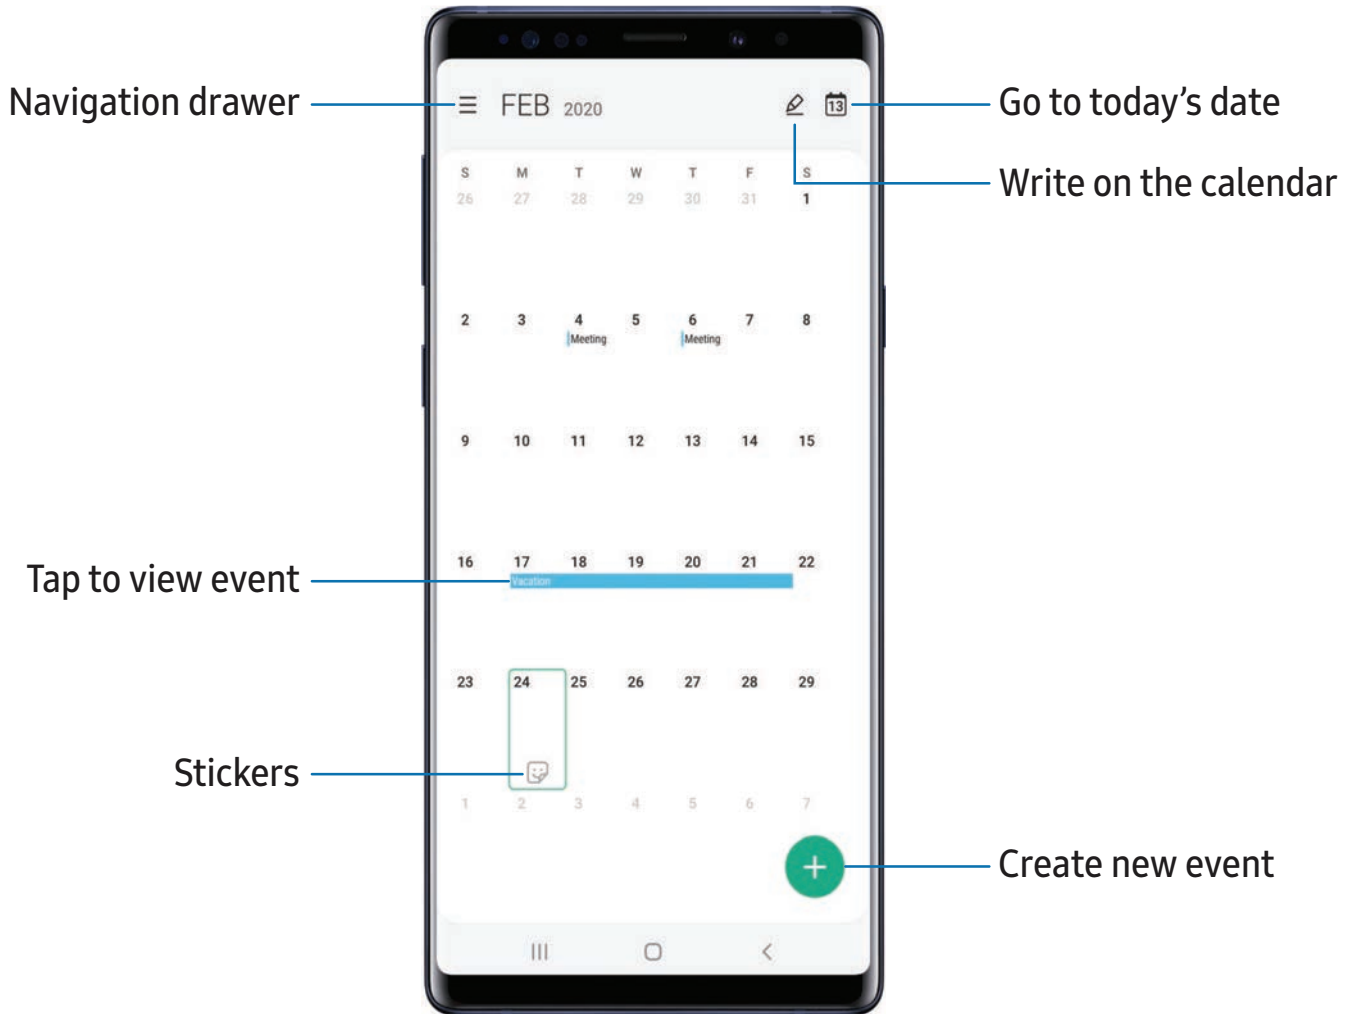 Navigation drawer
FEB 2020
13
Go to today's date
Write on the calendar
S M T W T F S
26 27 28 29 30 31 1
2 3 4 5 6 7 8
Meeting Meeting
9 10 11 12 13 14 15
16 17 18 19 20 21 22
Tap to view event
Vacation
23 24 25 26 27 28 29
Stickers
1 2 3 4 5 6 7
Create new event